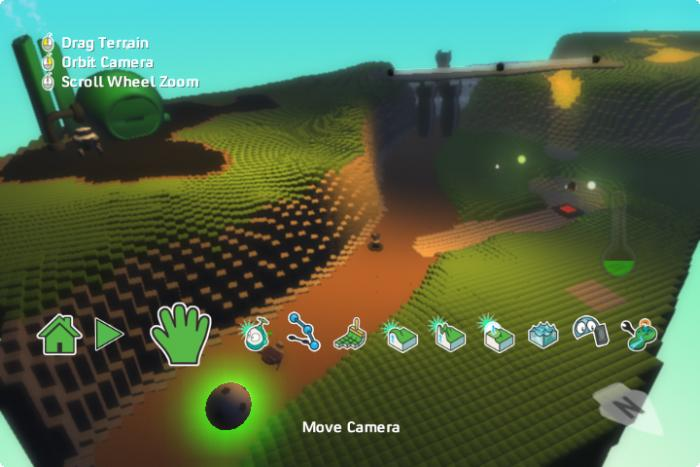 Drag Terrain
Orbit Camera
Scroll Wheel Zoom
Move Camera
N